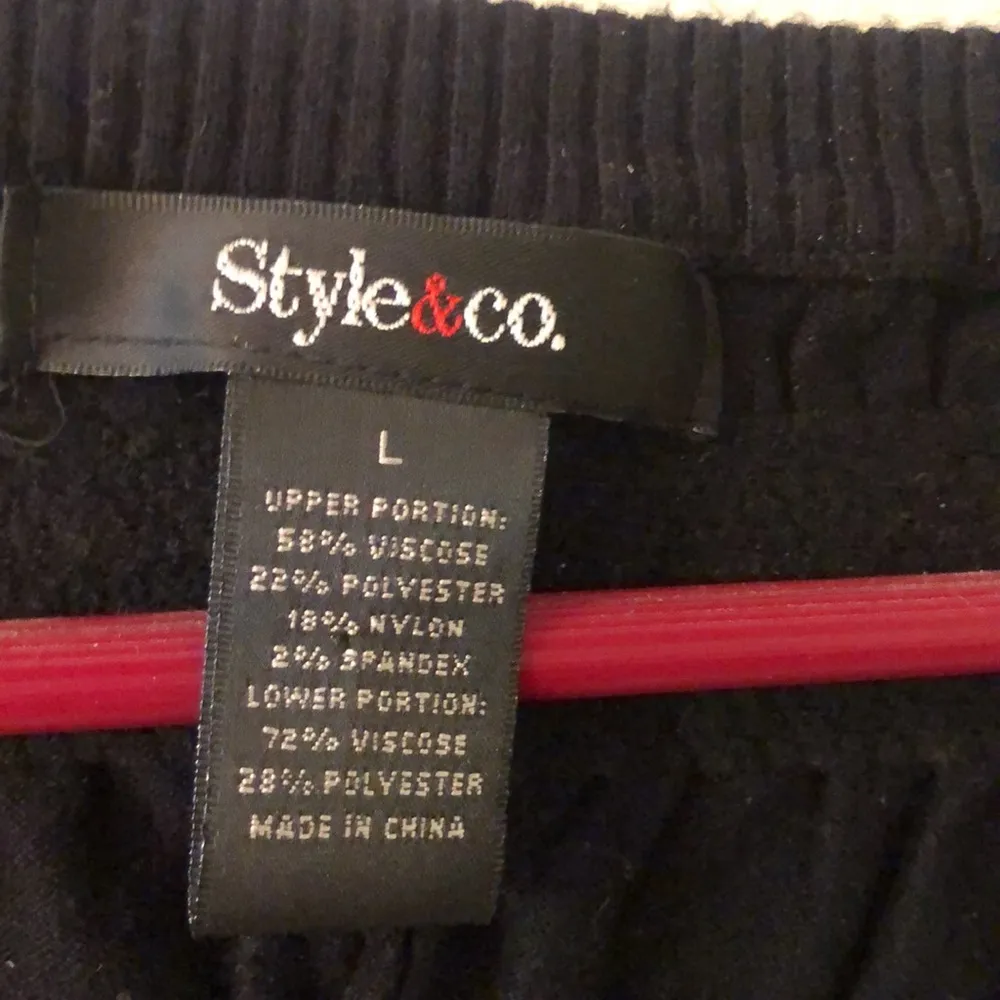 Style&co.
L
UPPER PORTION:
58% VISCOSE
22% POLYESTER
18% NYLON
2% SPANDEX
LOWER PORTION:
72% VISCOSE
28% POLYESTER
MADE IN CHINA